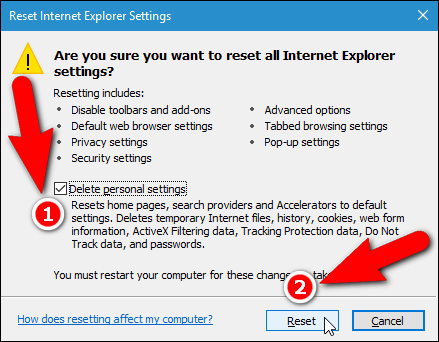 Reset Internet Explorer Settings
Are you sure you want to reset all Internet Explorer
settings?
Resetting includes:
• Disable toolbars and add-ons
• Default web browser settings
• Privacy settings
• Security settings
• Advanced options
• Tabbed browsing settings
• Pop-up settings
Delete personal settings
1
Resets home pages, search providers and Accelerators to default
settings. Deletes temporary Internet files, history, cookies, web form
information, ActiveX Filtering data, Tracking Protection data, Do Not
Track data, and passwords.
You must restart your computer for these
2
How does resetting affect my computer?
Reset
Cancel